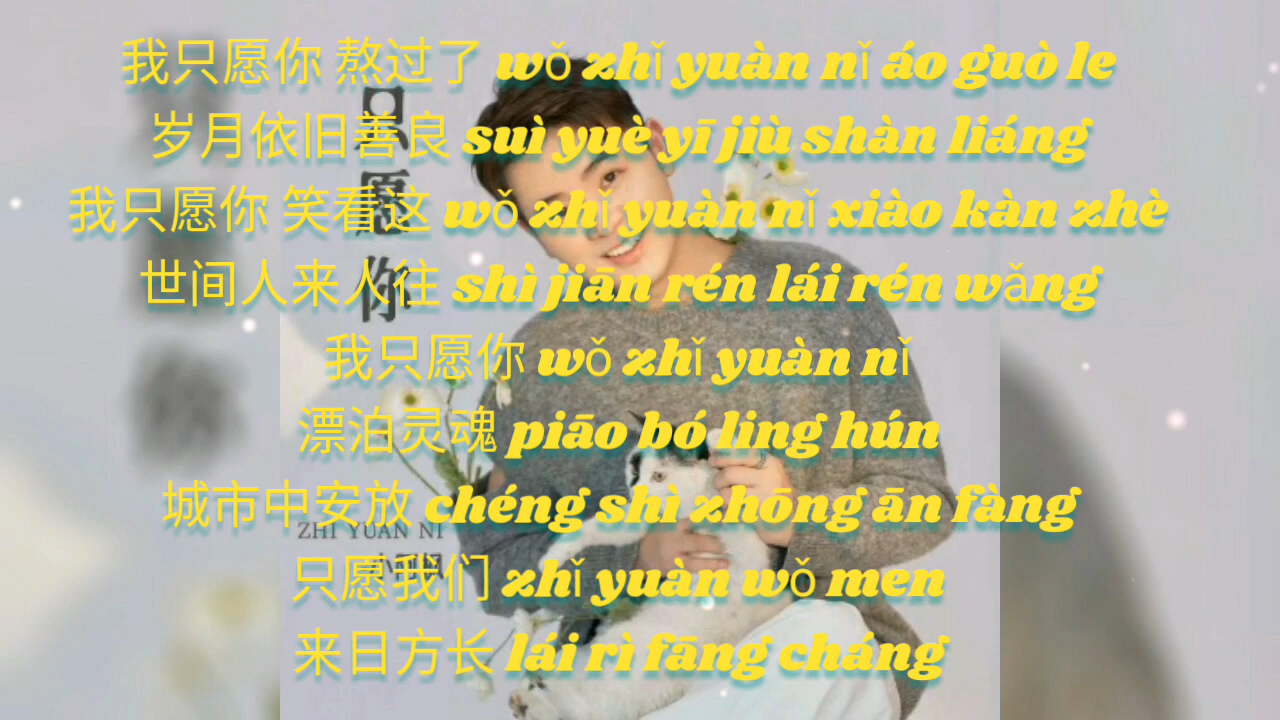 我只愿你 熬过了 wǒ zhǐ yuàn nǐ áo guò le
岁月依旧善良 suì yuè yī jiù shàn liáng
我只愿你 笑看这 wǒ zhǐ yuàn nǐ xiào kàn zhè
世间人来人往 shì jiān rén lái rén wǎng
我只愿你 wǒ zhǐ yuàn nǐ
漂泊灵魂 piāo bó ling hún
城市中安放 chéng shì zhōng ān fàng
只愿我们 zhǐ yuàn wǒ men
来日方长 lái rì fāng cháng
只愿你
ZHI YUAN NI